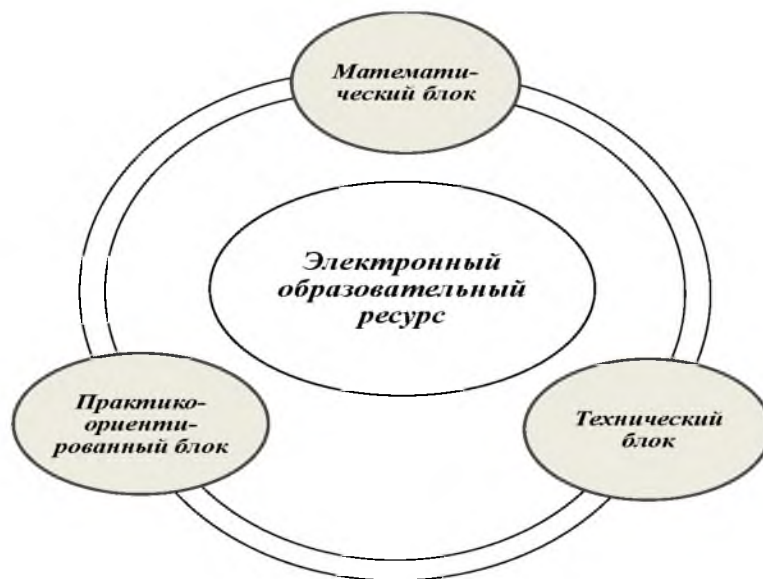 Математи-
ческий блок
Электронный
образовательный
ресурс
Практико-
ориенти-
рованный блок
Технический
блок